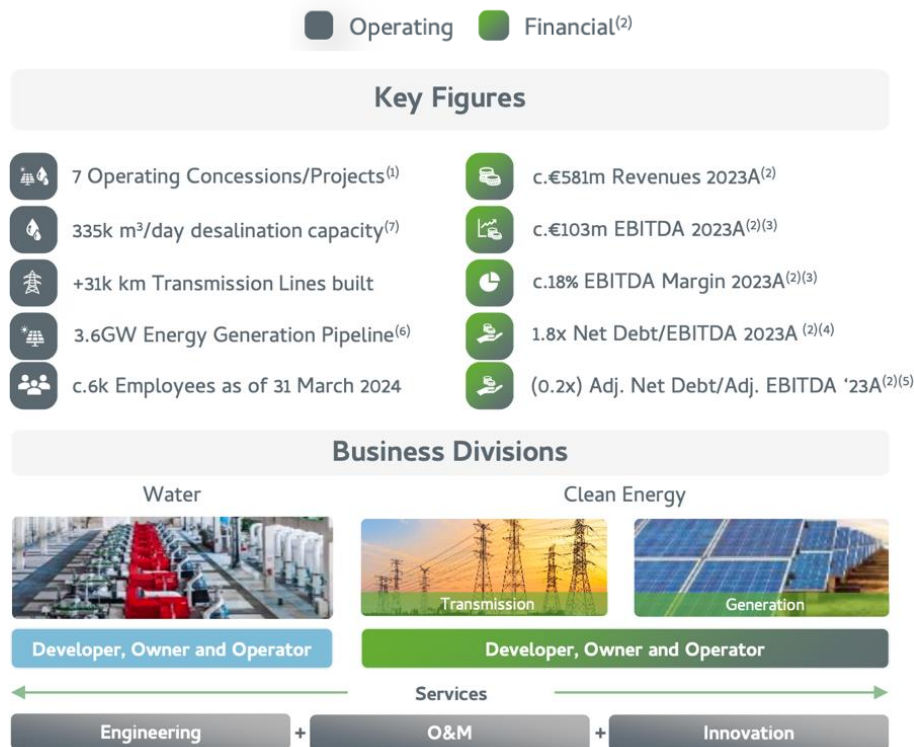 Operating Financial(2)
Key Figures
7 Operating Concessions/Projects(1)
335k m³/day desalination capacity(7)
+31k km Transmission Lines built
3.6GW Energy Generation Pipeline(6)
c.6k Employees as of 31 March 2024
c.€581m Revenues 2023A(2)
c.€103m EBITDA 2023A(2)(3)
c.18% EBITDA Margin 2023A(2)(3)
1.8x Net Debt/EBITDA 2023A (2)(4)
(0.2x) Adj. Net Debt/Adj. EBITDA ‘23A(2)(5)
Business Divisions
Water
Clean Energy
Transmission
Generation
Developer, Owner and Operator
Developer, Owner and Operator
Services
Engineering + O&M + Innovation